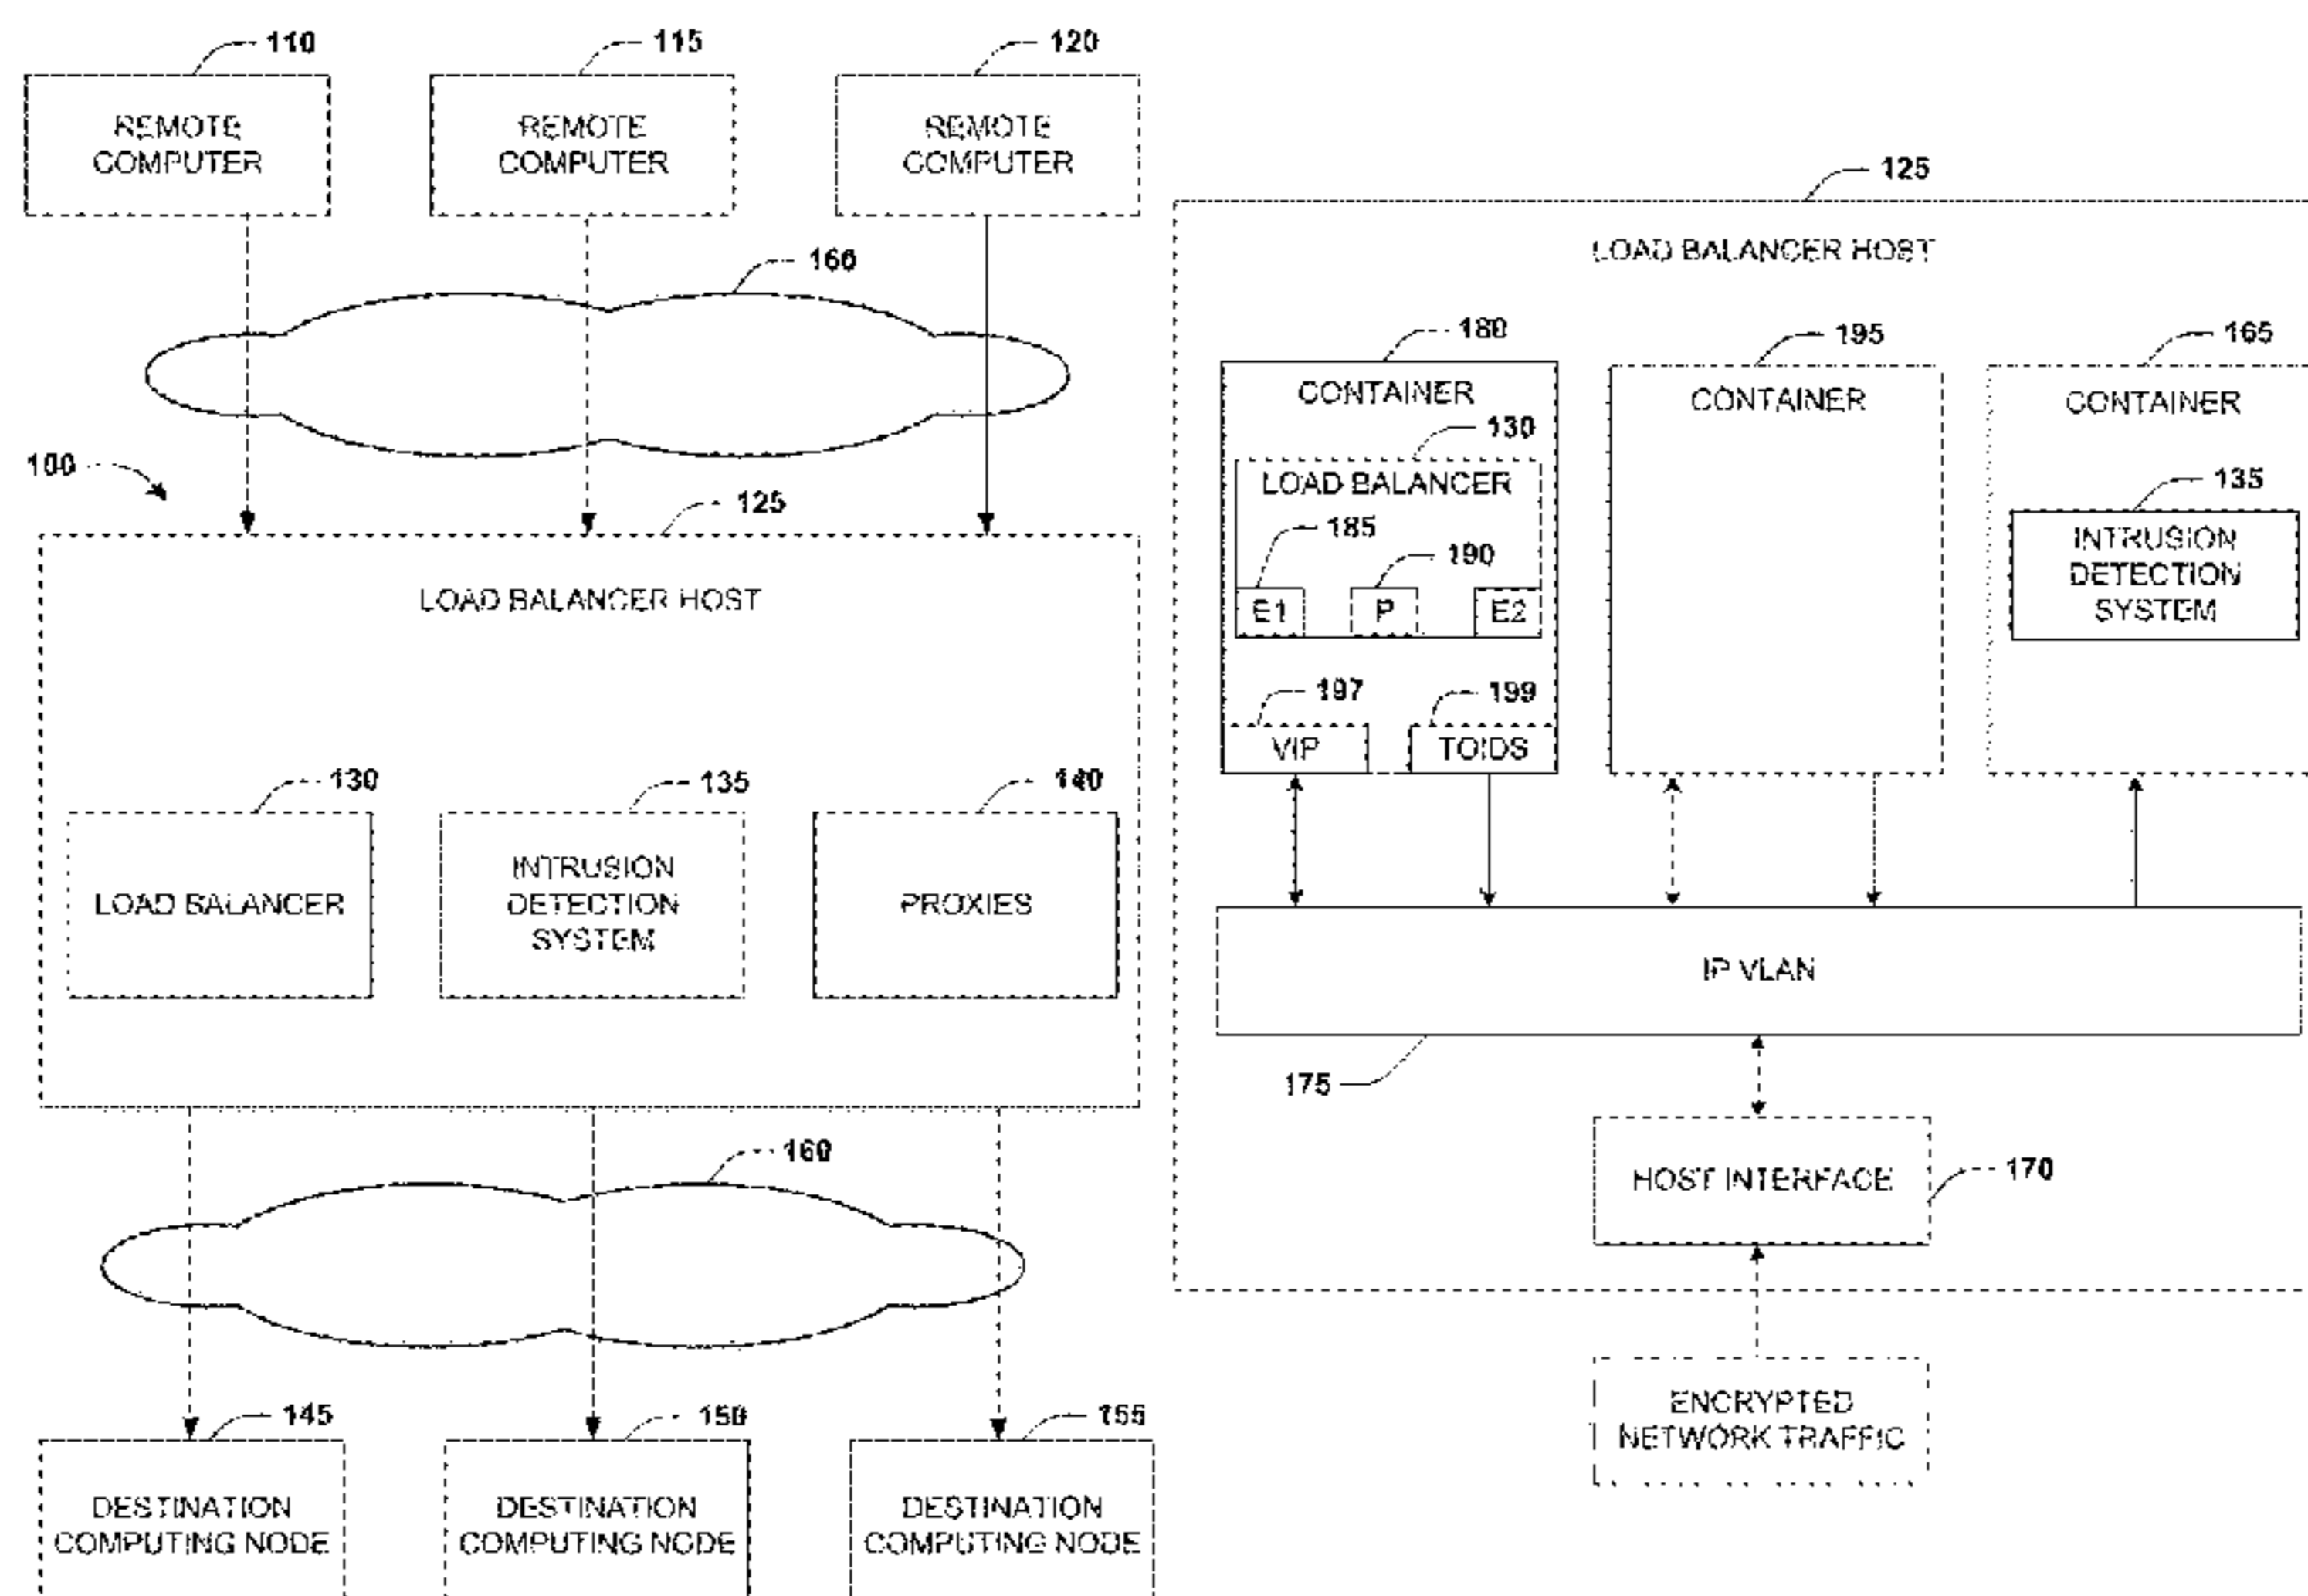 110
REMOTE
COMPUTER
115
REMOTE
COMPUTER
120
REMOTE
COMPUTER
160
100
125
LOAD BALANCER HOST
130
LOAD BALANCER
135
INTRUSION
DETECTION
SYSTEM
140
PROXIES
160
145
DESTINATION
COMPUTING NODE
150
DESTINATION
COMPUTING NODE
155
DESTINATION
COMPUTING NODE
125
LOAD BALANCER HOST
180
CONTAINER
130
LOAD BALANCER
185
190
E1
P
E2
197
199
VIP
TOIDS
195
CONTAINER
165
CONTAINER
135
INTRUSION
DETECTION
SYSTEM
IP VLAN
175
HOST INTERFACE
170
ENCRYPTED
NETWORK TRAFFIC